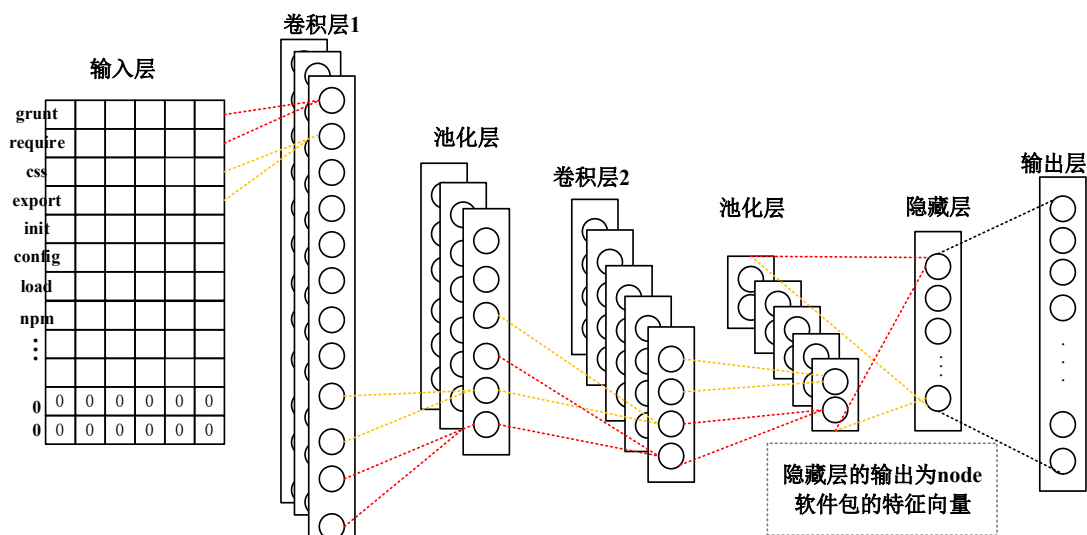 输入层
grunt
require
css
export
init
config
load
npm
⋮
0 0 0 0 0 0 0
0 0 0 0 0 0 0
卷积层1
池化层
卷积层2
池化层
隐藏层
输出层
隐藏层的输出为node
软件包的特征向量